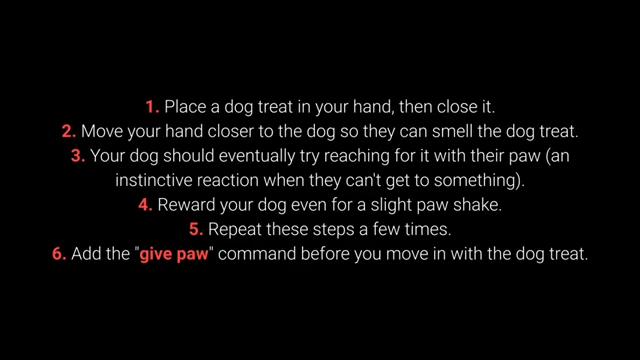 1. Place a dog treat in your hand, then close it.
2. Move your hand closer to the dog so they can smell the dog treat.
3. Your dog should eventually try reaching for it with their paw (an
instinctive reaction when they can't get to something).
4. Reward your dog even for a slight paw shake.
5. Repeat these steps a few times.
6. Add the "give paw" command before you move in with the dog treat.